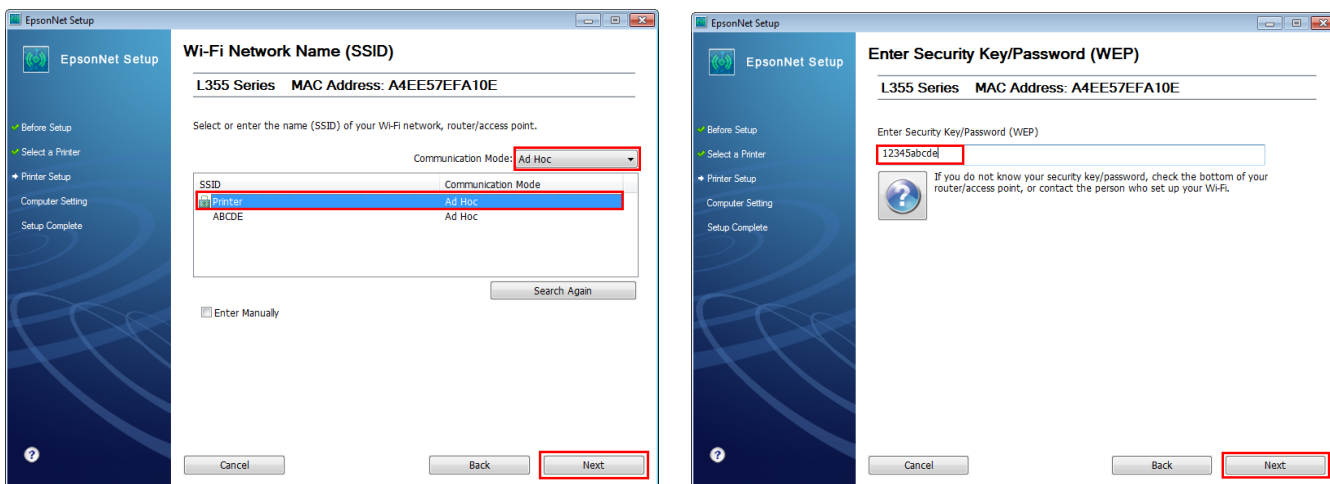 EpsonNet Setup
EpsonNet Setup
Before Setup
Select a Printer
Printer Setup
Computer Setting
Setup Complete
Wi-Fi Network Name (SSID)
L355 Series MAC Address: A4EE57EFA10E
Select or enter the name (SSID) of your Wi-Fi network, router/access point.
Communication Mode: Ad Hoc
SSID Communication Mode
Printer Ad Hoc
ABCDE Ad Hoc
Search Again
Enter Manually
?
Cancel Back Next
EpsonNet Setup
EpsonNet Setup
Before Setup
Select a Printer
Printer Setup
Computer Setting
Setup Complete
Enter Security Key/Password (WEP)
L355 Series MAC Address: A4EE57EFA10E
Enter Security Key/Password (WEP)
12345abcde
?
If you do not know your security key/password, check the bottom of your
router/access point, or contact the person who set up your Wi-Fi.
?
Cancel Back Next